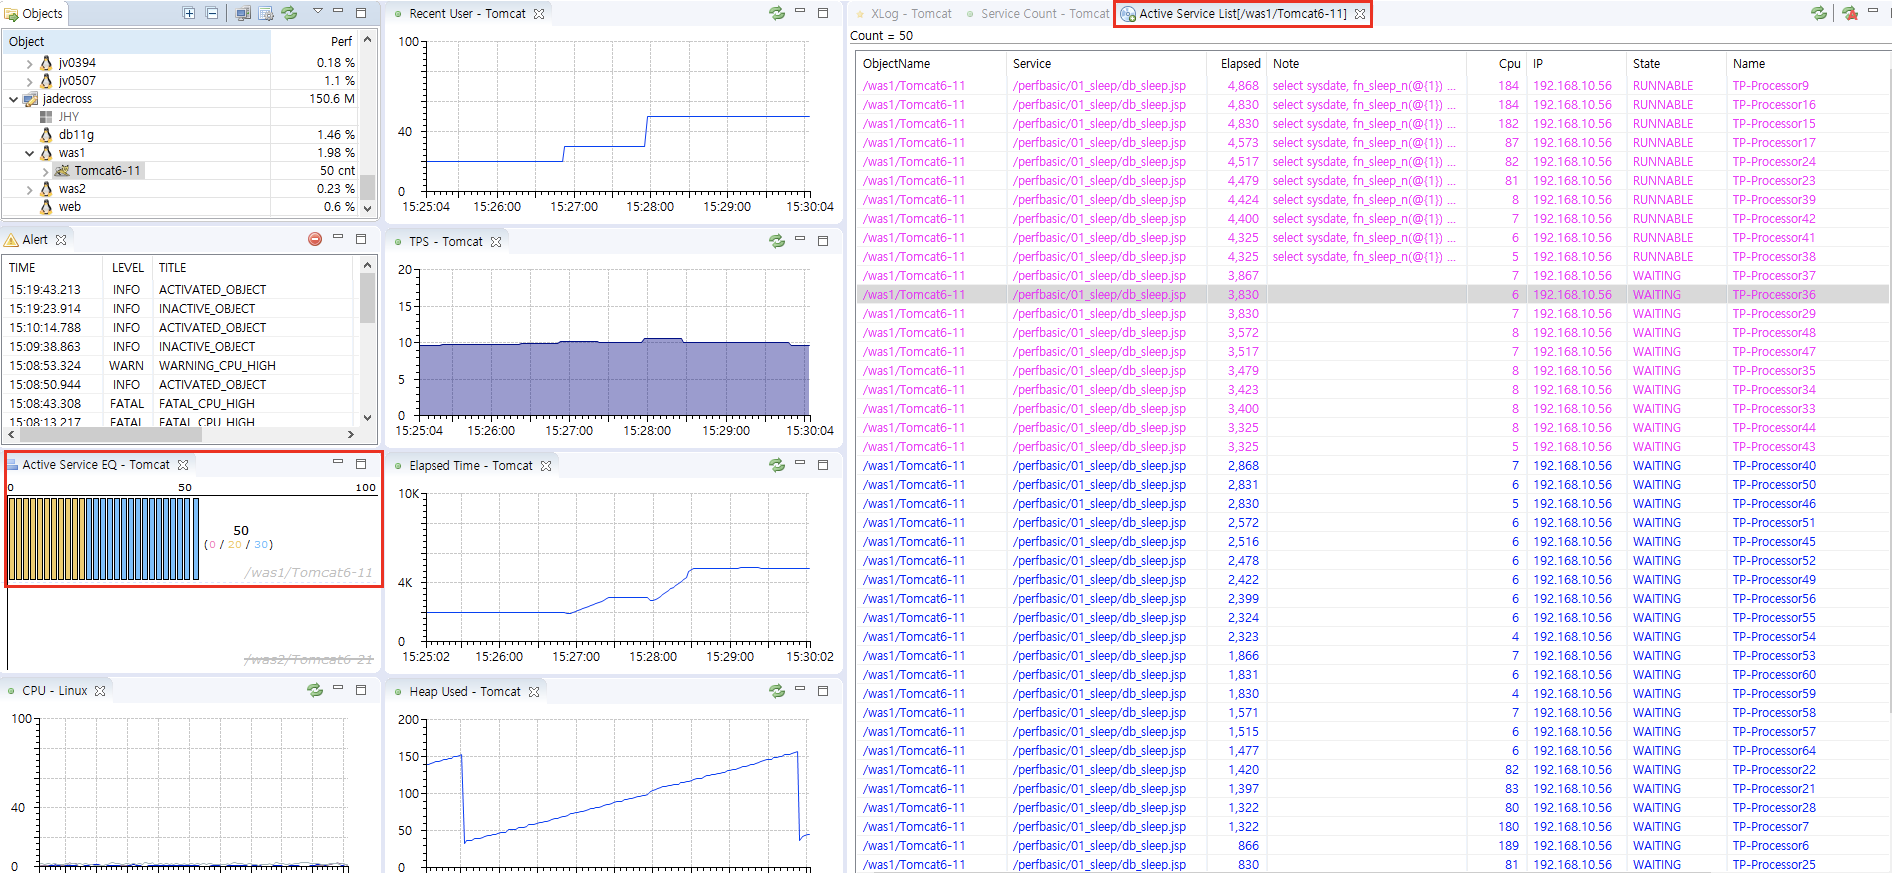 Objects
Object Perf
jv0394 0.18 %
jv0507 1.1 %
jadecross 150.6 M
JHY
db11g 1.46 %
was1 1.98 %
Tomcat6-11 50 cnt
was2 0.23 %
web 0.6 %
Alert
TIME LEVEL TITLE
15:19:43.213 INFO ACTIVATED_OBJECT
15:19:23.914 INFO INACTIVE_OBJECT
15:10:14.788 INFO ACTIVATED_OBJECT
15:09:38.863 INFO INACTIVE_OBJECT
15:08:53.324 WARN WARNING_CPU_HIGH
15:08:50.944 INFO ACTIVATED_OBJECT
15:08:43.308 FATAL FATAL_CPU_HIGH
15:08:13.217 FATAL FATAL_CPU_HIGH
Active Service EQ - Tomcat
0 50 100
50
(0 / 20 / 30)
/was1/Tomcat6-11
/was2/Tomcat6-21
CPU - Linux
100
40
0
Recent User - Tomcat
100
40
0
15:25:04 15:26:00 15:27:00 15:28:00 15:29:00 15:30:04
TPS - Tomcat
20
15
10
5
0
15:25:04 15:26:00 15:27:00 15:28:00 15:29:00 15:30:04
Elapsed Time - Tomcat
10K
4K
0
15:25:02 15:26:00 15:27:00 15:28:00 15:29:00 15:30:02
Heap Used - Tomcat
200
150
100
50
0
XLog - Tomcat Service Count - Tomcat Active Service List[/was1/Tomcat6-11]
Count = 50
ObjectName Service Elapsed Note Cpu IP State Name
/was1/Tomcat6-11 /perfbasic/01_sleep/db_sleep.jsp 4,868 select sysdate, fn_sleep_n(@{1}) ... 184 192.168.10.56 RUNNABLE TP-Processor9
/was1/Tomcat6-11 /perfbasic/01_sleep/db_sleep.jsp 4,830 select sysdate, fn_sleep_n(@{1}) ... 184 192.168.10.56 RUNNABLE TP-Processor16
/was1/Tomcat6-11 /perfbasic/01_sleep/db_sleep.jsp 4,830 select sysdate, fn_sleep_n(@{1}) ... 182 192.168.10.56 RUNNABLE TP-Processor15
/was1/Tomcat6-11 /perfbasic/01_sleep/db_sleep.jsp 4,573 select sysdate, fn_sleep_n(@{1}) ... 87 192.168.10.56 RUNNABLE TP-Processor17
/was1/Tomcat6-11 /perfbasic/01_sleep/db_sleep.jsp 4,517 select sysdate, fn_sleep_n(@{1}) ... 82 192.168.10.56 RUNNABLE TP-Processor24
/was1/Tomcat6-11 /perfbasic/01_sleep/db_sleep.jsp 4,479 select sysdate, fn_sleep_n(@{1}) ... 81 192.168.10.56 RUNNABLE TP-Processor23
/was1/Tomcat6-11 /perfbasic/01_sleep/db_sleep.jsp 4,424 select sysdate, fn_sleep_n(@{1}) ... 8 192.168.10.56 RUNNABLE TP-Processor39
/was1/Tomcat6-11 /perfbasic/01_sleep/db_sleep.jsp 4,400 select sysdate, fn_sleep_n(@{1}) ... 7 192.168.10.56 RUNNABLE TP-Processor42
/was1/Tomcat6-11 /perfbasic/01_sleep/db_sleep.jsp 4,325 select sysdate, fn_sleep_n(@{1}) ... 6 192.168.10.56 RUNNABLE TP-Processor41
/was1/Tomcat6-11 /perfbasic/01_sleep/db_sleep.jsp 4,325 select sysdate, fn_sleep_n(@{1}) ... 5 192.168.10.56 RUNNABLE TP-Processor38
/was1/Tomcat6-11 /perfbasic/01_sleep/db_sleep.jsp 3,867 7 192.168.10.56 WAITING TP-Processor37
/was1/Tomcat6-11 /perfbasic/01_sleep/db_sleep.jsp 3,830 6 192.168.10.56 WAITING TP-Processor36
/was1/Tomcat6-11 /perfbasic/01_sleep/db_sleep.jsp 3,830 7 192.168.10.56 WAITING TP-Processor29
/was1/Tomcat6-11 /perfbasic/01_sleep/db_sleep.jsp 3,572 8 192.168.10.56 WAITING TP-Processor48
/was1/Tomcat6-11 /perfbasic/01_sleep/db_sleep.jsp 3,517 7 192.168.10.56 WAITING TP-Processor47
/was1/Tomcat6-11 /perfbasic/01_sleep/db_sleep.jsp 3,479 8 192.168.10.56 WAITING TP-Processor35
/was1/Tomcat6-11 /perfbasic/01_sleep/db_sleep.jsp 3,423 8 192.168.10.56 WAITING TP-Processor34
/was1/Tomcat6-11 /perfbasic/01_sleep/db_sleep.jsp 3,400 8 192.168.10.56 WAITING TP-Processor33
/was1/Tomcat6-11 /perfbasic/01_sleep/db_sleep.jsp 3,325 8 192.168.10.56 WAITING TP-Processor44
/was1/Tomcat6-11 /perfbasic/01_sleep/db_sleep.jsp 3,325 5 192.168.10.56 WAITING TP-Processor43
/was1/Tomcat6-11 /perfbasic/01_sleep/db_sleep.jsp 2,868 7 192.168.10.56 WAITING TP-Processor40
/was1/Tomcat6-11 /perfbasic/01_sleep/db_sleep.jsp 2,831 6 192.168.10.56 WAITING TP-Processor50
/was1/Tomcat6-11 /perfbasic/01_sleep/db_sleep.jsp 2,830 5 192.168.10.56 WAITING TP-Processor46
/was1/Tomcat6-11 /perfbasic/01_sleep/db_sleep.jsp 2,572 6 192.168.10.56 WAITING TP-Processor51
/was1/Tomcat6-11 /perfbasic/01_sleep/db_sleep.jsp 2,516 6 192.168.10.56 WAITING TP-Processor45
/was1/Tomcat6-11 /perfbasic/01_sleep/db_sleep.jsp 2,478 6 192.168.10.56 WAITING TP-Processor52
/was1/Tomcat6-11 /perfbasic/01_sleep/db_sleep.jsp 2,422 6 192.168.10.56 WAITING TP-Processor49
/was1/Tomcat6-11 /perfbasic/01_sleep/db_sleep.jsp 2,399 6 192.168.10.56 WAITING TP-Processor56
/was1/Tomcat6-11 /perfbasic/01_sleep/db_sleep.jsp 2,324 6 192.168.10.56 WAITING TP-Processor55
/was1/Tomcat6-11 /perfbasic/01_sleep/db_sleep.jsp 2,323 4 192.168.10.56 WAITING TP-Processor54
/was1/Tomcat6-11 /perfbasic/01_sleep/db_sleep.jsp 1,866 7 192.168.10.56 WAITING TP-Processor53
/was1/Tomcat6-11 /perfbasic/01_sleep/db_sleep.jsp 1,831 6 192.168.10.56 WAITING TP-Processor60
/was1/Tomcat6-11 /perfbasic/01_sleep/db_sleep.jsp 1,830 4 192.168.10.56 WAITING TP-Processor59
/was1/Tomcat6-11 /perfbasic/01_sleep/db_sleep.jsp 1,571 7 192.168.10.56 WAITING TP-Processor58
/was1/Tomcat6-11 /perfbasic/01_sleep/db_sleep.jsp 1,515 6 192.168.10.56 WAITING TP-Processor57
/was1/Tomcat6-11 /perfbasic/01_sleep/db_sleep.jsp 1,477 6 192.168.10.56 WAITING TP-Processor64
/was1/Tomcat6-11 /perfbasic/01_sleep/db_sleep.jsp 1,420 82 192.168.10.56 WAITING TP-Processor22
/was1/Tomcat6-11 /perfbasic/01_sleep/db_sleep.jsp 1,397 83 192.168.10.56 WAITING TP-Processor21
/was1/Tomcat6-11 /perfbasic/01_sleep/db_sleep.jsp 1,322 80 192.168.10.56 WAITING TP-Processor28
/was1/Tomcat6-11 /perfbasic/01_sleep/db_sleep.jsp 1,322 180 192.168.10.56 WAITING TP-Processor7
/was1/Tomcat6-11 /perfbasic/01_sleep/db_sleep.jsp 866 189 192.168.10.56 WAITING TP-Processor6
/was1/Tomcat6-11 /perfbasic/01_sleep/db_sleep.jsp 830 81 192.168.10.56 WAITING TP-Processor25